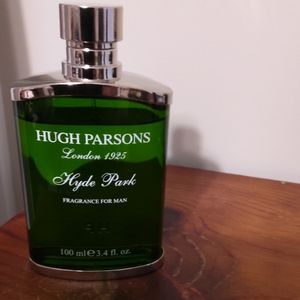 HUGH PARSONS
London 1925
Hyde Park
FRAGRANCE FOR MAN
100 ml ℮ 3.4 fl. oz.